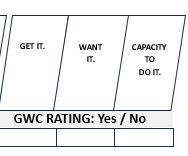 GET IT.
WANT
IT.
CAPACITY
TO
DO IT.
GWC RATING: Yes / No